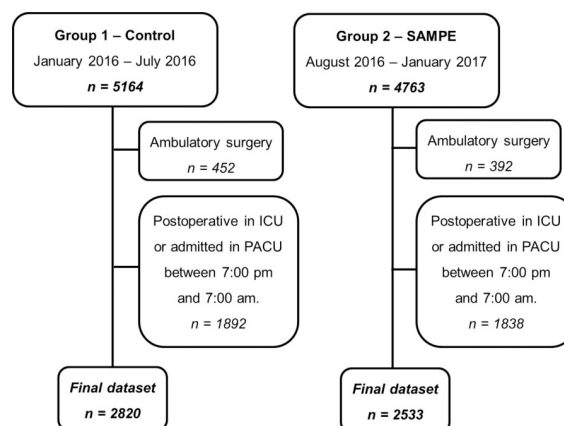 Group 1 – Control
January 2016 – July 2016
n = 5164
Ambulatory surgery
n = 452
Postoperative in ICU
or admitted in PACU
between 7:00 pm
and 7:00 am.
n = 1892
Final dataset
n = 2820
Group 2 – SAMPE
August 2016 – January 2017
n = 4763
Ambulatory surgery
n = 392
Postoperative in ICU
or admitted in PACU
between 7:00 pm
and 7:00 am.
n = 1838
Final dataset
n = 2533